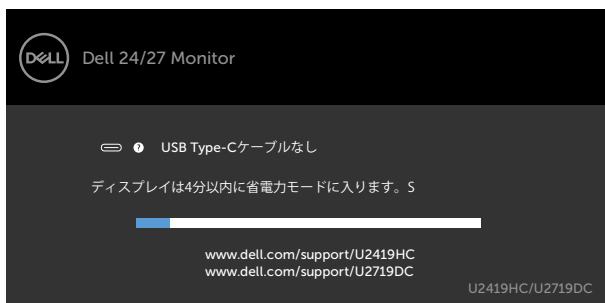 DELL
Dell 24/27 Monitor
? USB Type-Cケーブルなし
ディスプレイは4分以内に省電力モードに入ります。S
www.dell.com/support/U2419HC
www.dell.com/support/U2719DC
U2419HC/U2719DC